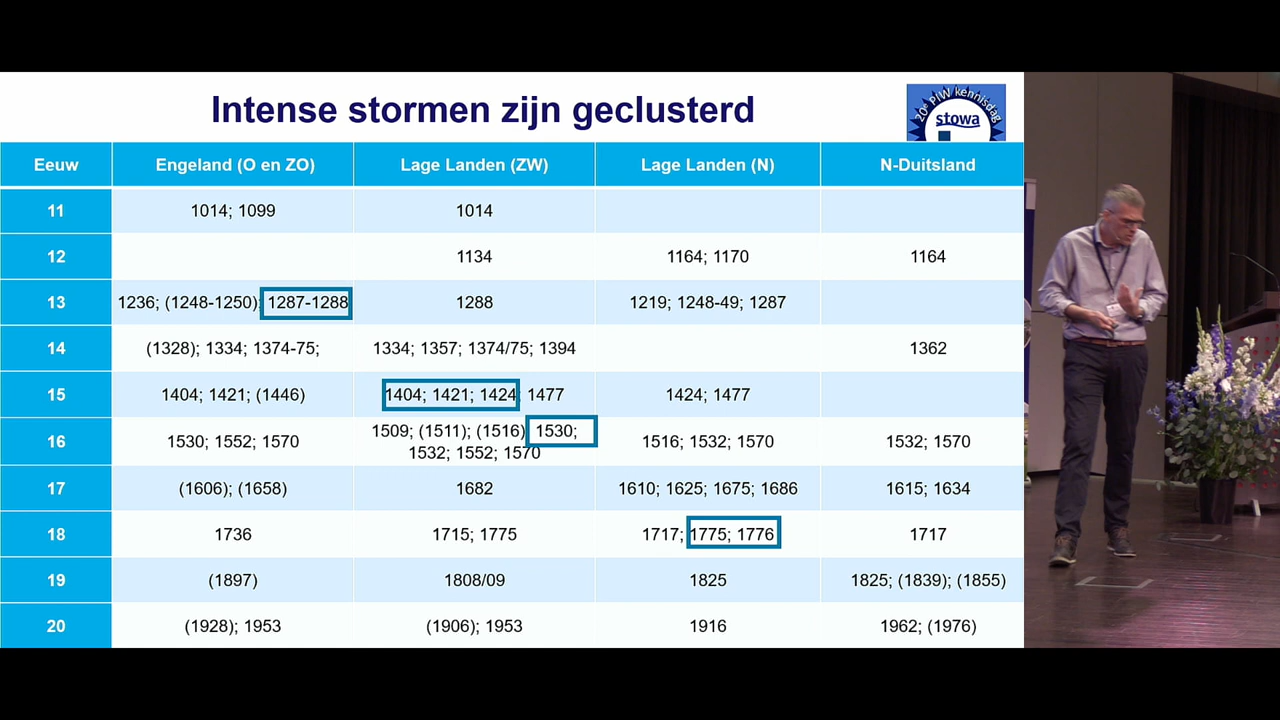 Intense stormen zijn geclusterd
20e PIW kennisdag
stowa
Eeuw Engeland (O en ZO) Lage Landen (ZW) Lage Landen (N) N-Duitsland
11 1014; 1099 1014
12 1134 1164; 1170 1164
13 1236; (1248-1250); 1287-1288 1288 1219; 1248-49; 1287
14 (1328); 1334; 1374-75; 1334; 1357; 1374/75; 1394 1362
15 1404; 1421; (1446) 1404; 1421; 1424; 1477 1424; 1477
16 1530; 1552; 1570 1509; (1511); (1516); 1530; 1516; 1532; 1570 1532; 1570
1532; 1552; 1570
17 (1606); (1658) 1682 1610; 1625; 1675; 1686 1615; 1634
18 1736 1715; 1775 1717; 1775; 1776 1717
19 (1897) 1808/09 1825 1825; (1839); (1855)
20 (1928); 1953 (1906); 1953 1916 1962; (1976)